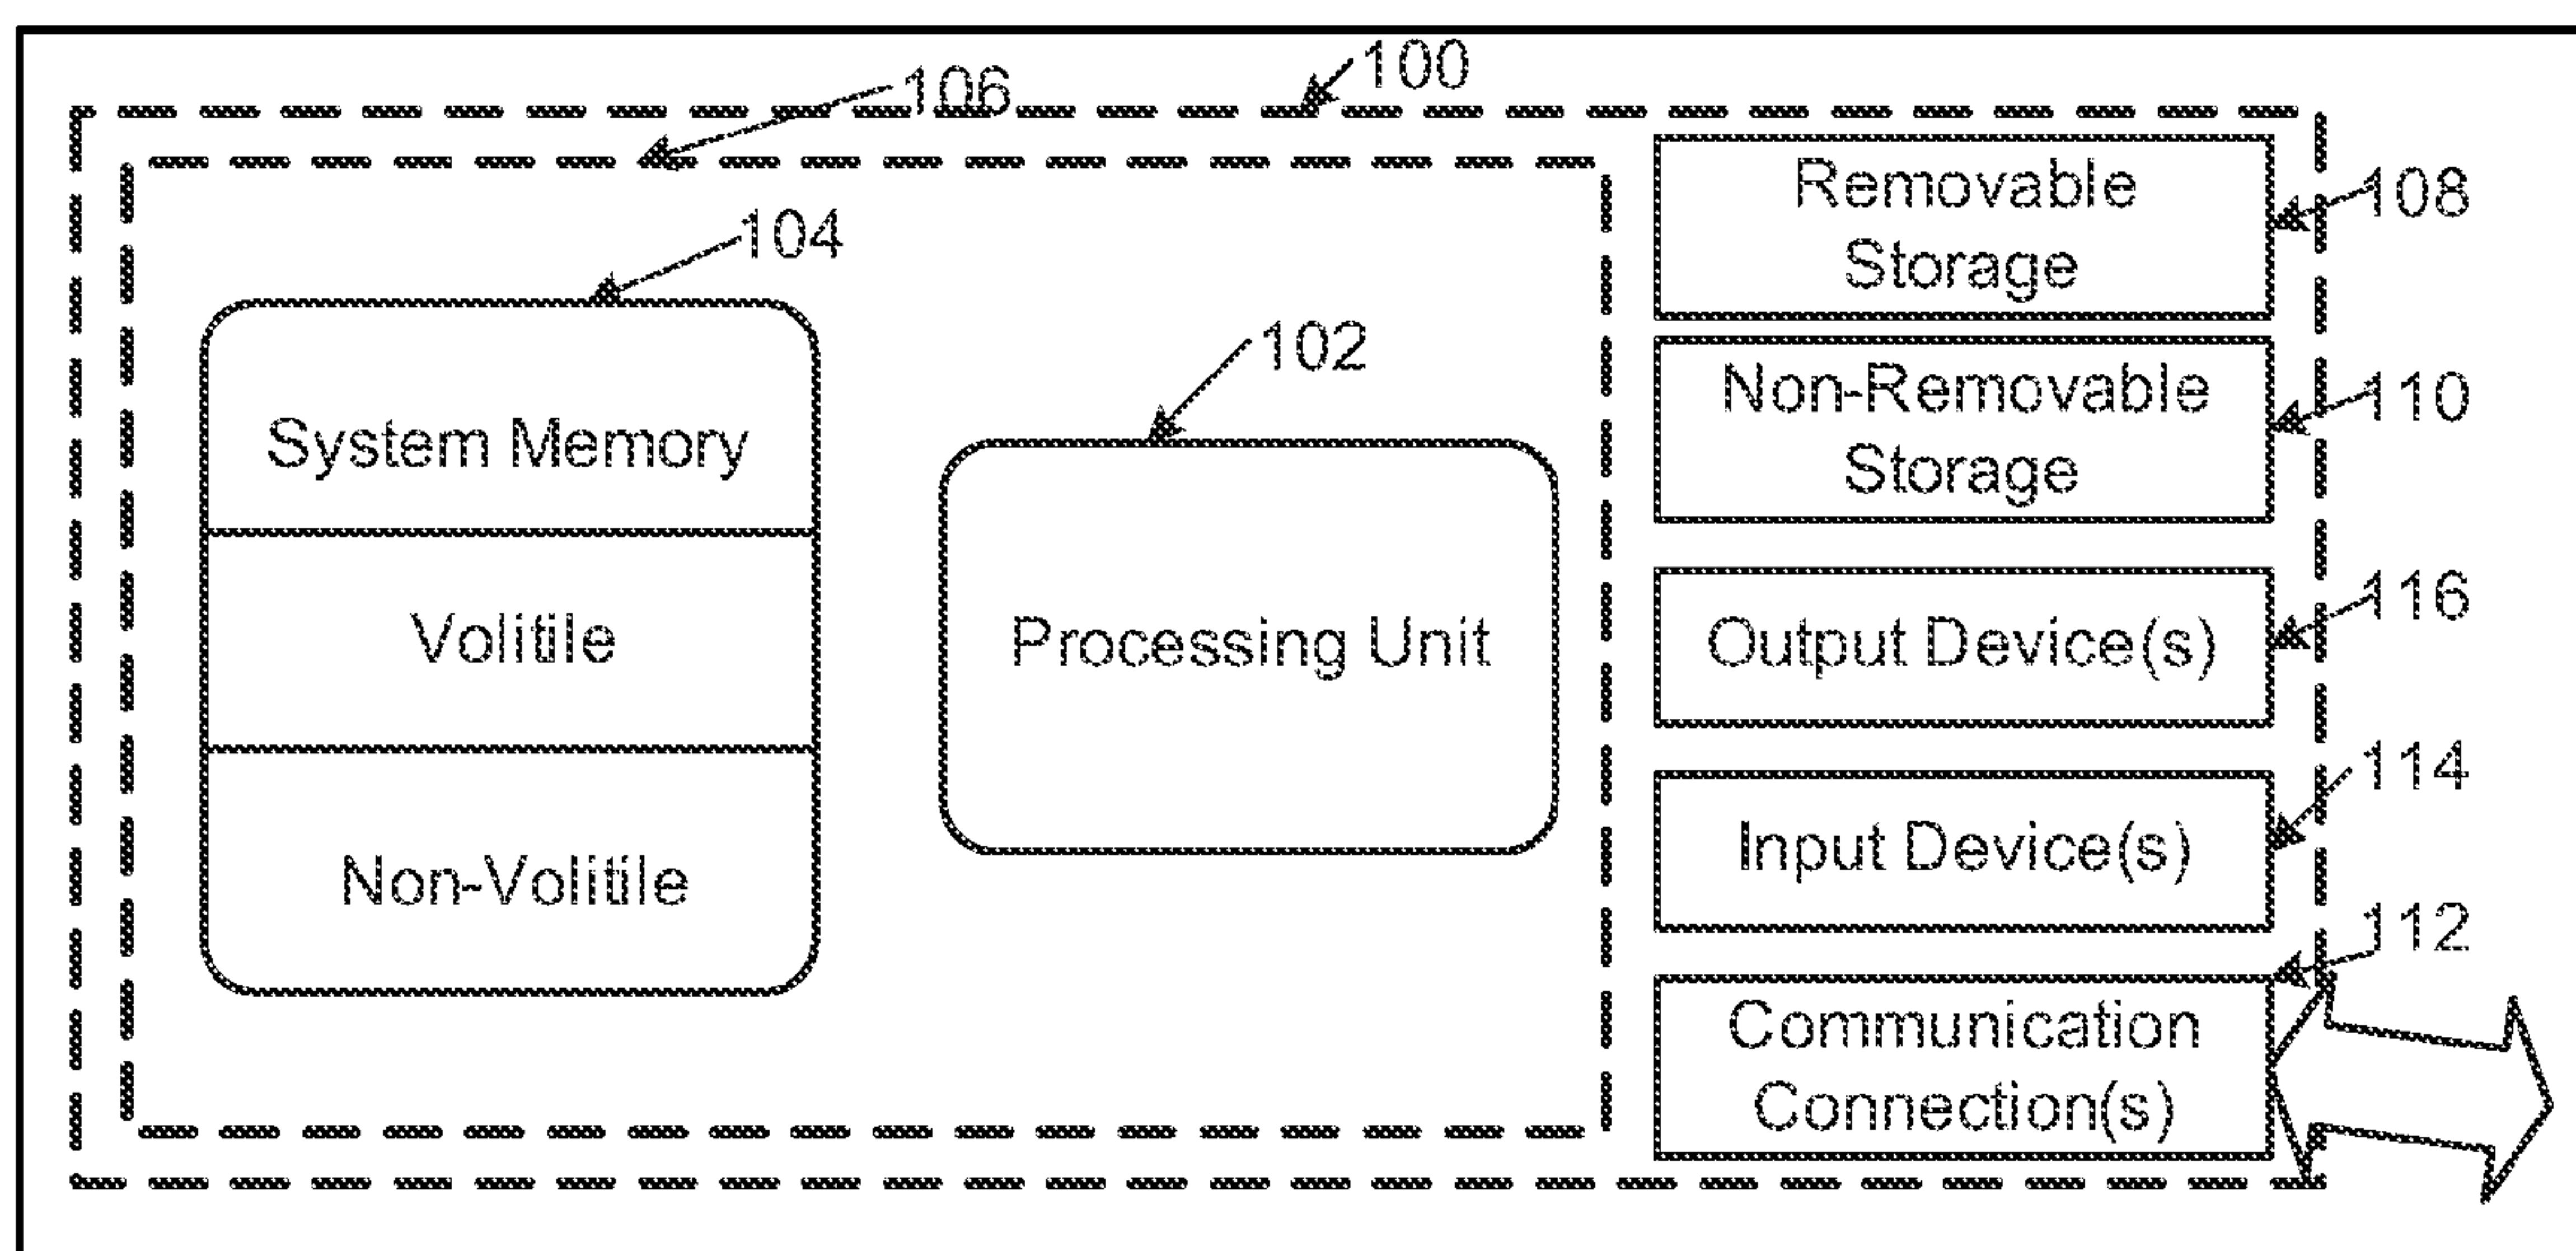 106
100
104
System Memory
Volitile
Non-Volitile
102
Processing Unit
Removable
Storage
108
Non-Removable
Storage
110
Output Device(s)
116
Input Device(s)
114
Communication
Connection(s)
112